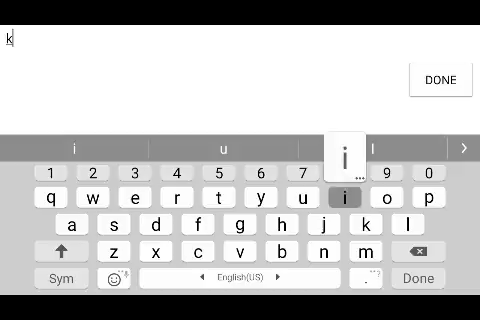 k
DONE
i u l
i
1 2 3 4 5 6 7 9 0
q w e r t y u i o p
a s d f g h j k l
z x c v b n m
Sym English(US) . Done